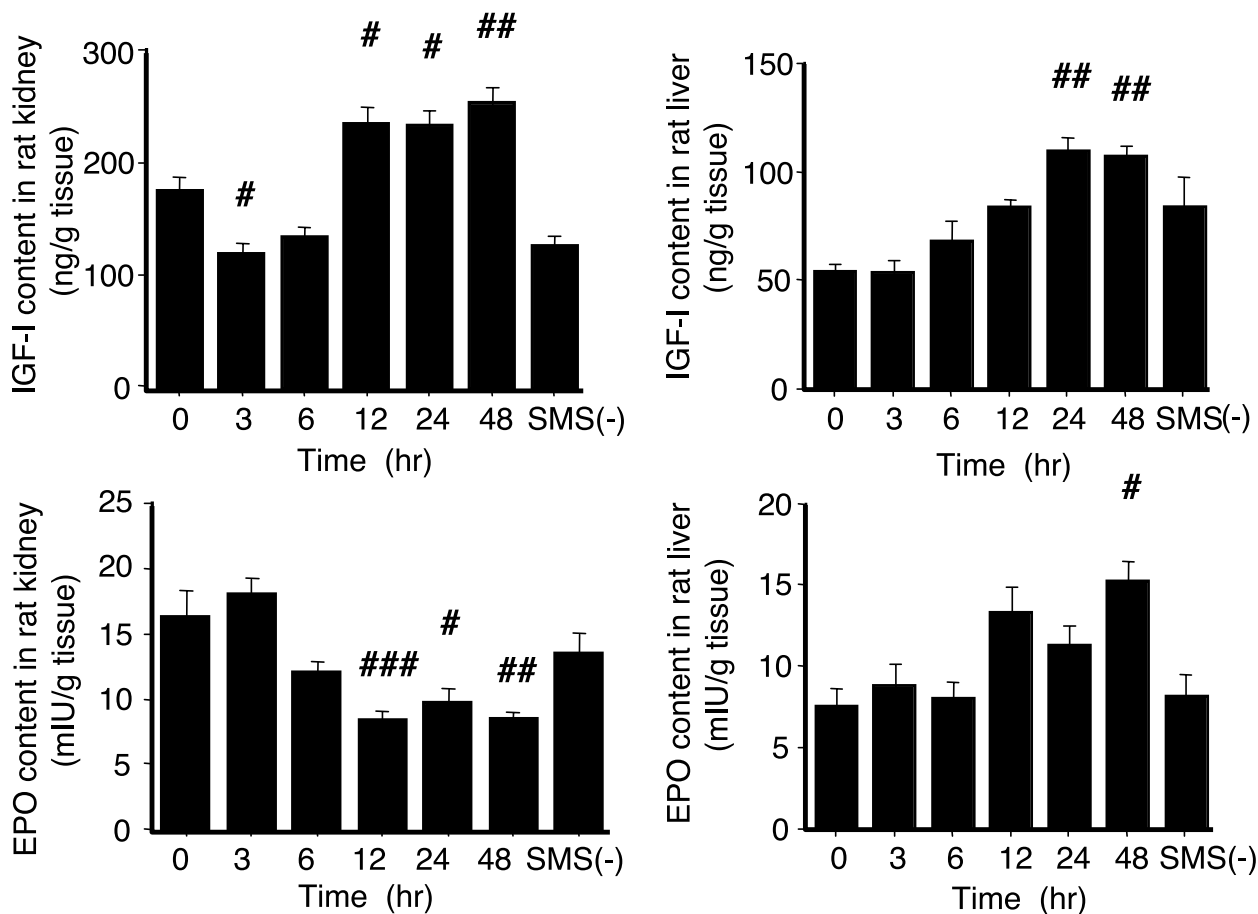 IGF-I content in rat kidney
(ng/g tissue)
300
200
100
0
# # # ##
0 3 6 12 24 48 SMS(-)
Time (hr)
IGF-I content in rat liver
(ng/g tissue)
150
100
50
0
## ##
0 3 6 12 24 48 SMS(-)
Time (hr)
EPO content in rat kidney
(mIU/g tissue)
25
20
15
10
5
0
### # ##
0 3 6 12 24 48 SMS(-)
Time (hr)
EPO content in rat liver
(mIU/g tissue)
20
15
10
5
0
#
0 3 6 12 24 48 SMS(-)
Time (hr)